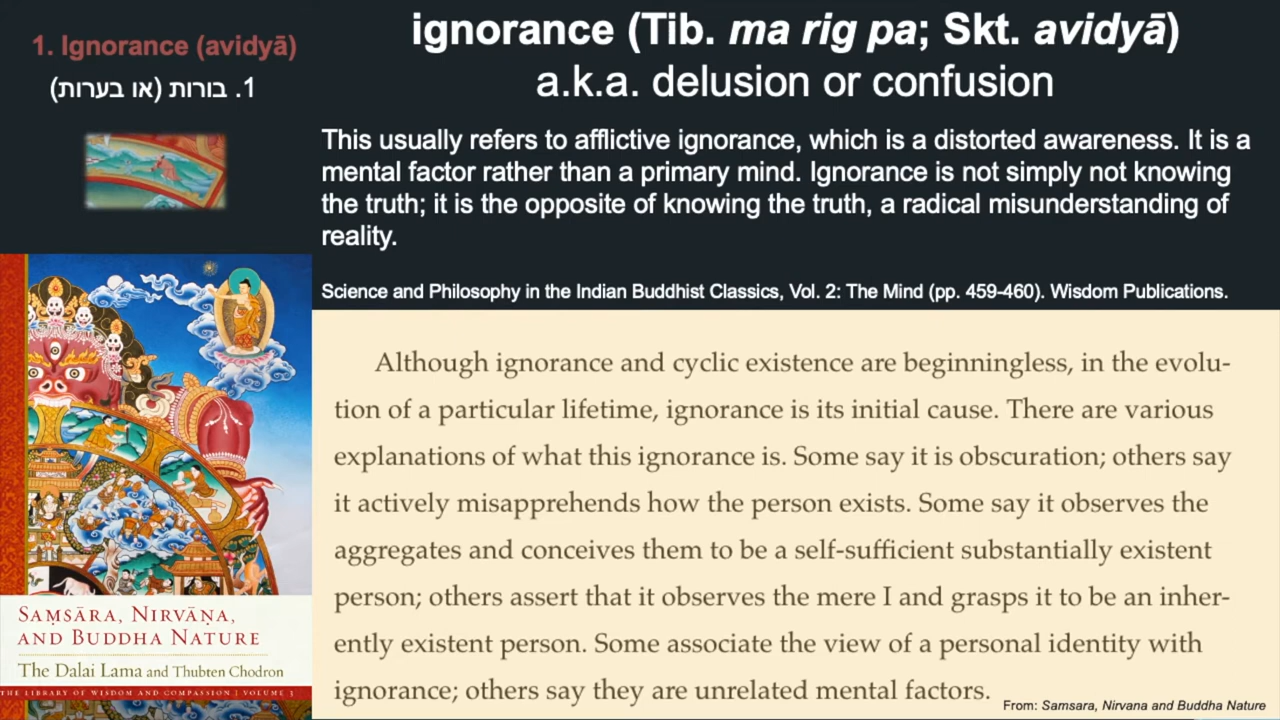 1. Ignorance (avidyā)
1. בורות (או בערות)
ignorance (Tib. ma rig pa; Skt. avidyā)
a.k.a. delusion or confusion
This usually refers to afflictive ignorance, which is a distorted awareness. It is a
mental factor rather than a primary mind. Ignorance is not simply not knowing
the truth; it is the opposite of knowing the truth, a radical misunderstanding of
reality.
Science and Philosophy in the Indian Buddhist Classics, Vol. 2: The Mind (pp. 459-460). Wisdom Publications.
Although ignorance and cyclic existence are beginningless, in the evolu-
tion of a particular lifetime, ignorance is its initial cause. There are various
explanations of what this ignorance is. Some say it is obscuration; others say
it actively misapprehends how the person exists. Some say it observes the
aggregates and conceives them to be a self-sufficient substantially existent
person; others assert that it observes the mere I and grasps it to be an inher-
ently existent person. Some associate the view of a personal identity with
ignorance; others say they are unrelated mental factors.
From: Samsara, Nirvana and Buddha Nature
SAṂSĀRA, NIRVĀṆA,
AND BUDDHA NATURE
The Dalai Lama and Thubten Chodron
THE LIBRARY OF WISDOM AND COMPASSION | VOLUME 3